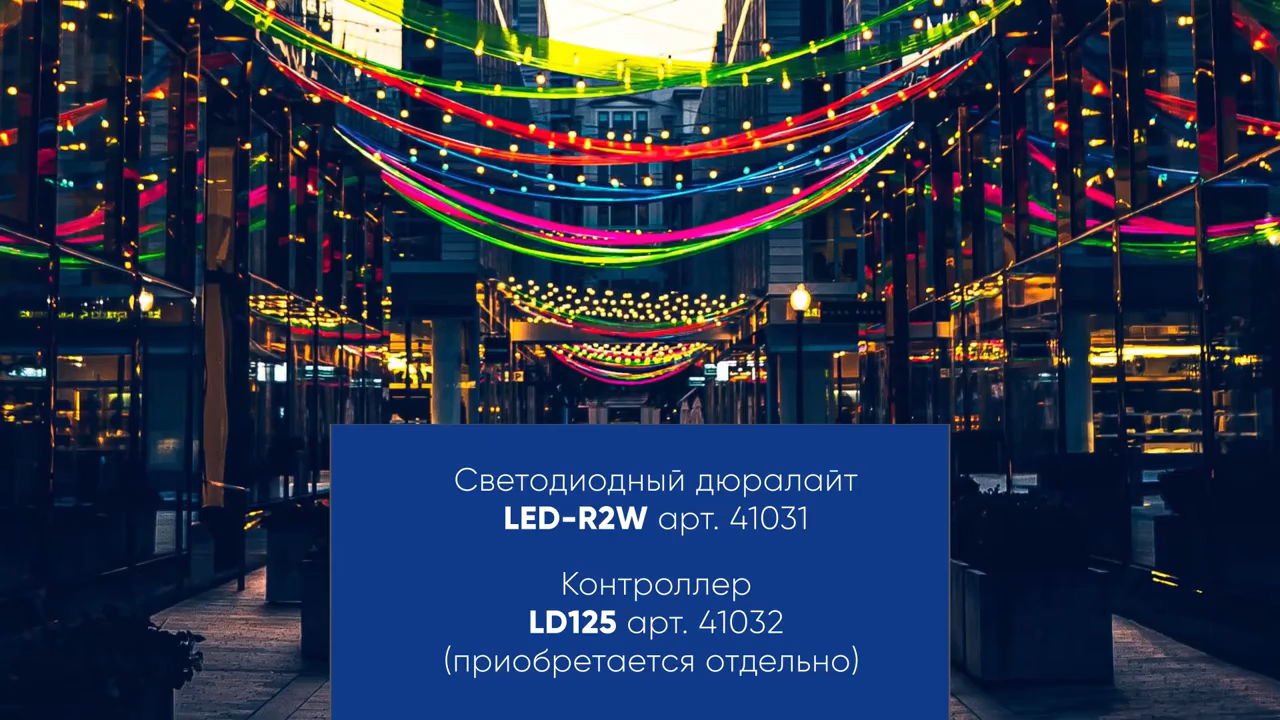 Светодиодный дюралайт
LED-R2W арт. 41031
Контроллер
LD125 арт. 41032
(приобретается отдельно)